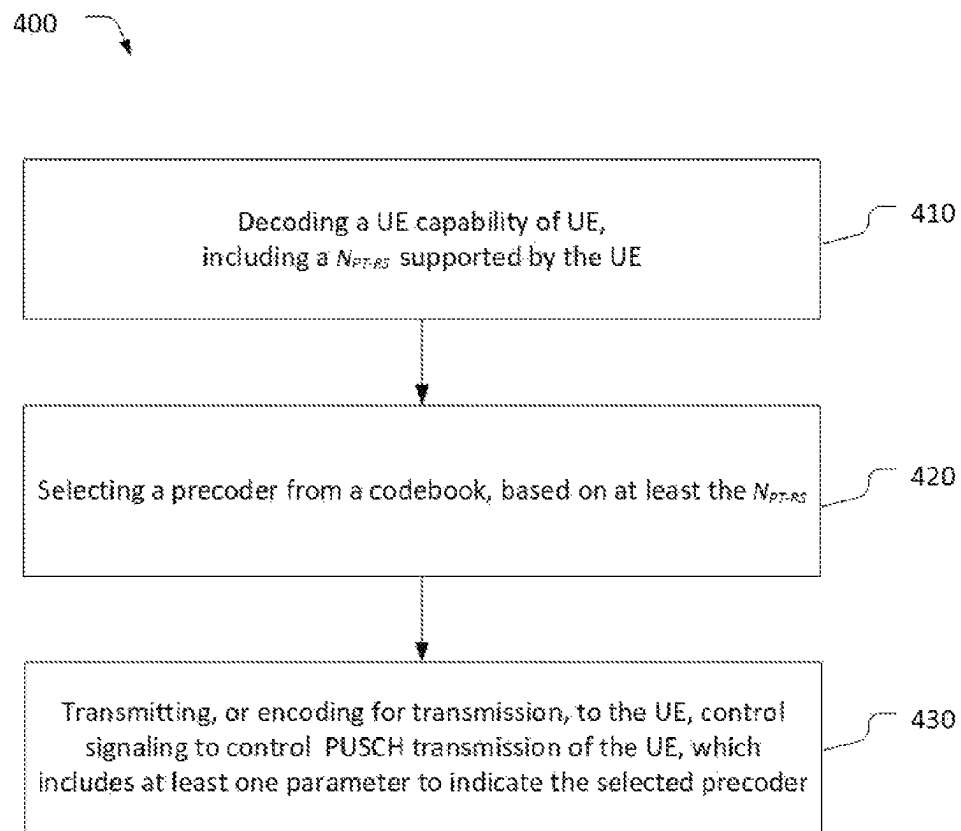 400
Decoding a UE capability of UE,
including a N_PT-RS supported by the UE
410
Selecting a precoder from a codebook, based on at least the N_PT-RS
420
Transmitting, or encoding for transmission, to the UE, control
signaling to control PUSCH transmission of the UE, which
includes at least one parameter to indicate the selected precoder
430